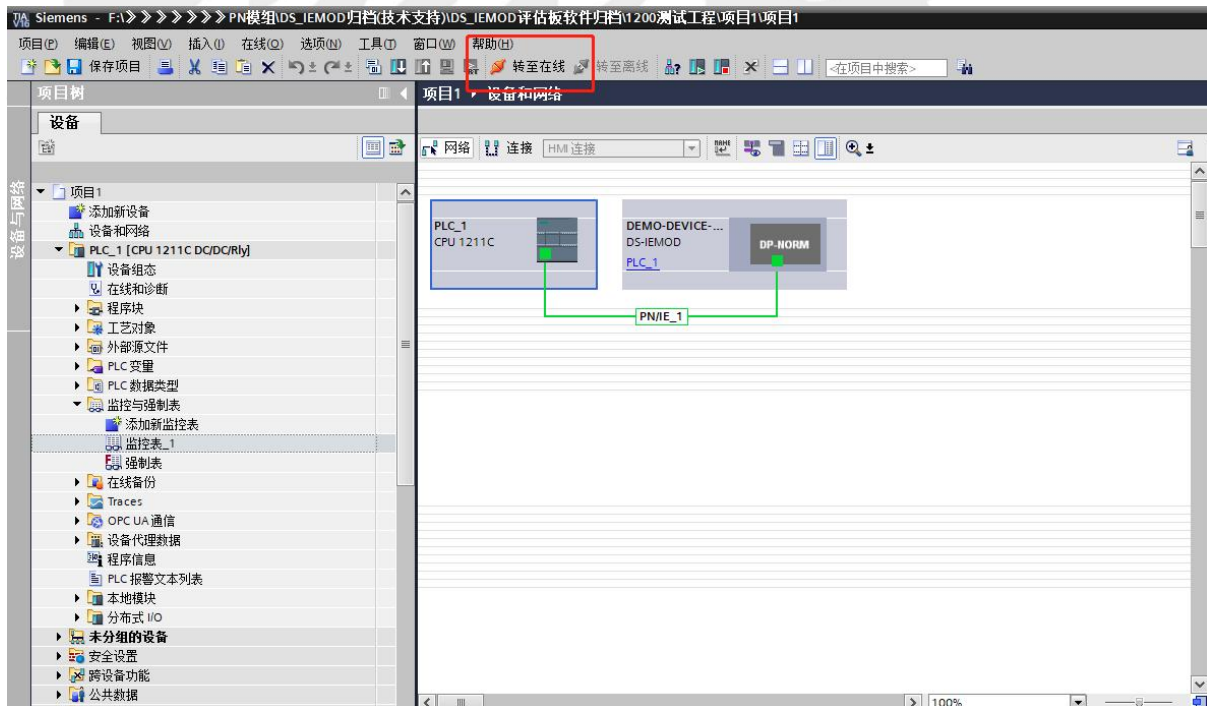 Siemens - F:\》》》》》》》PN模组\DS_IEMOD归档(技术支持)\DS_IEMOD评估板软件归档\1200测试工程\项目1\项目1
项目(P) 编辑(E) 视图(V) 插入(I) 在线(O) 选项(N) 工具(T) 窗口(W) 帮助(H)
保存项目 转至在线 转至离线 <在项目中搜索>
项目树
项目1 ▸ 设备和网络
设备
网络 连接 HMI 连接
设备与网络
项目1
添加新设备
设备和网络
PLC_1 [CPU 1211C DC/DC/Rly]
设备组态
在线和诊断
程序块
工艺对象
外部源文件
PLC 变量
PLC 数据类型
监控与强制表
添加新监控表
监控表_1
强制表
在线备份
Traces
OPC UA 通信
设备代理数据
程序信息
PLC 报警文本列表
本地模块
分布式 I/O
未分组的设备
安全设置
跨设备功能
公共数据
PLC_1
CPU 1211C
DEMO-DEVICE-...
DS-IEMOD
PLC_1
DP-NORM
PN/IE_1
100%